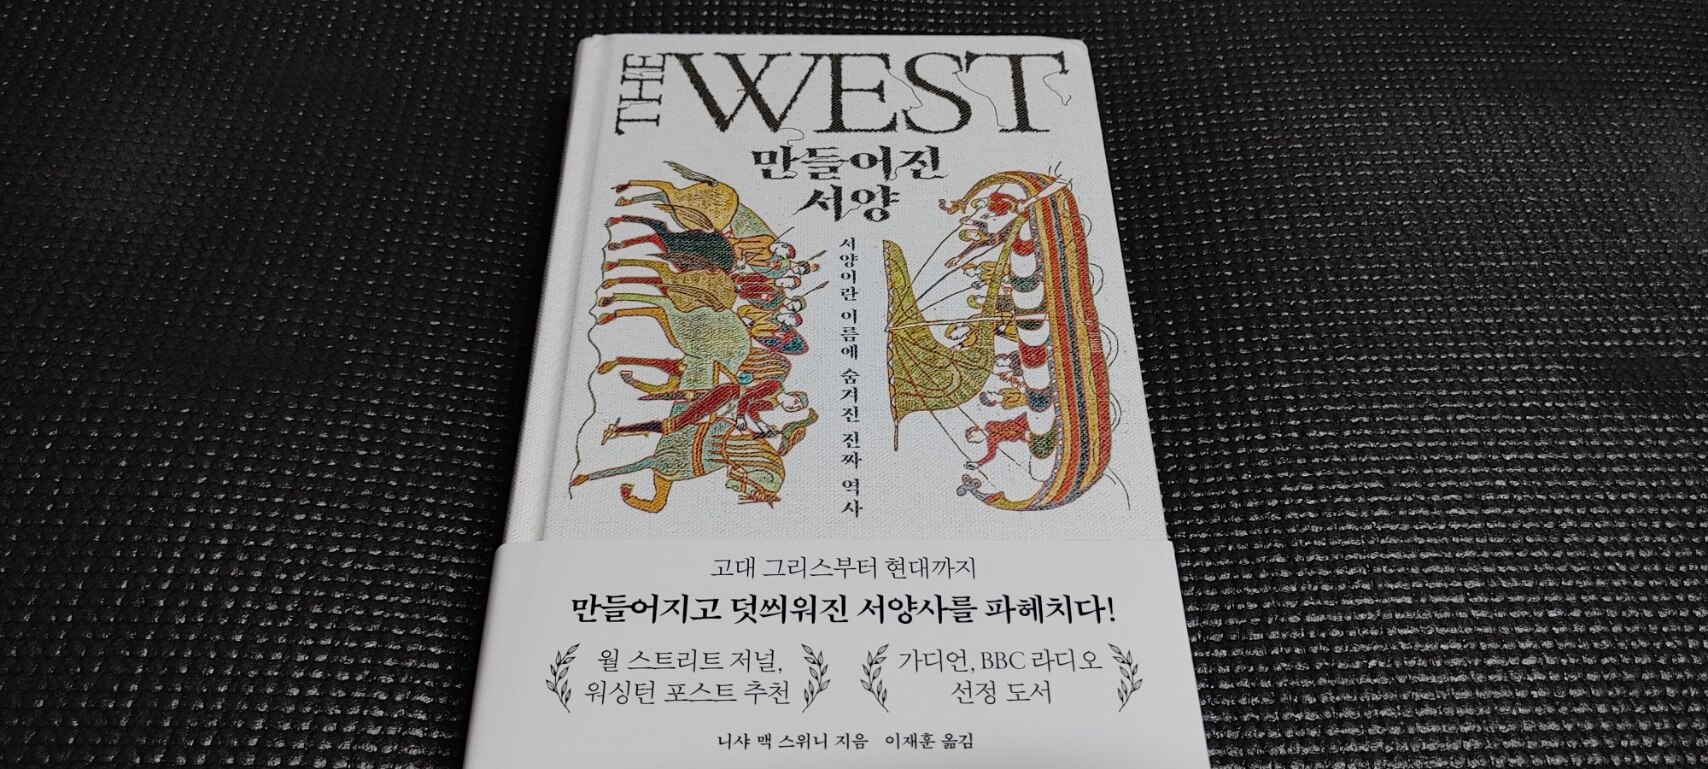 THE WEST
만들어진
서양
서양이란 이름에 숨겨진 진짜 역사
고대 그리스부터 현대까지
만들어지고 덧씌워진 서양사를 파헤치다!
월 스트리트 저널,
워싱턴 포스트 추천
가디언, BBC 라디오
선정 도서
니샤 맥 스위니 지음 이재훈 옮김